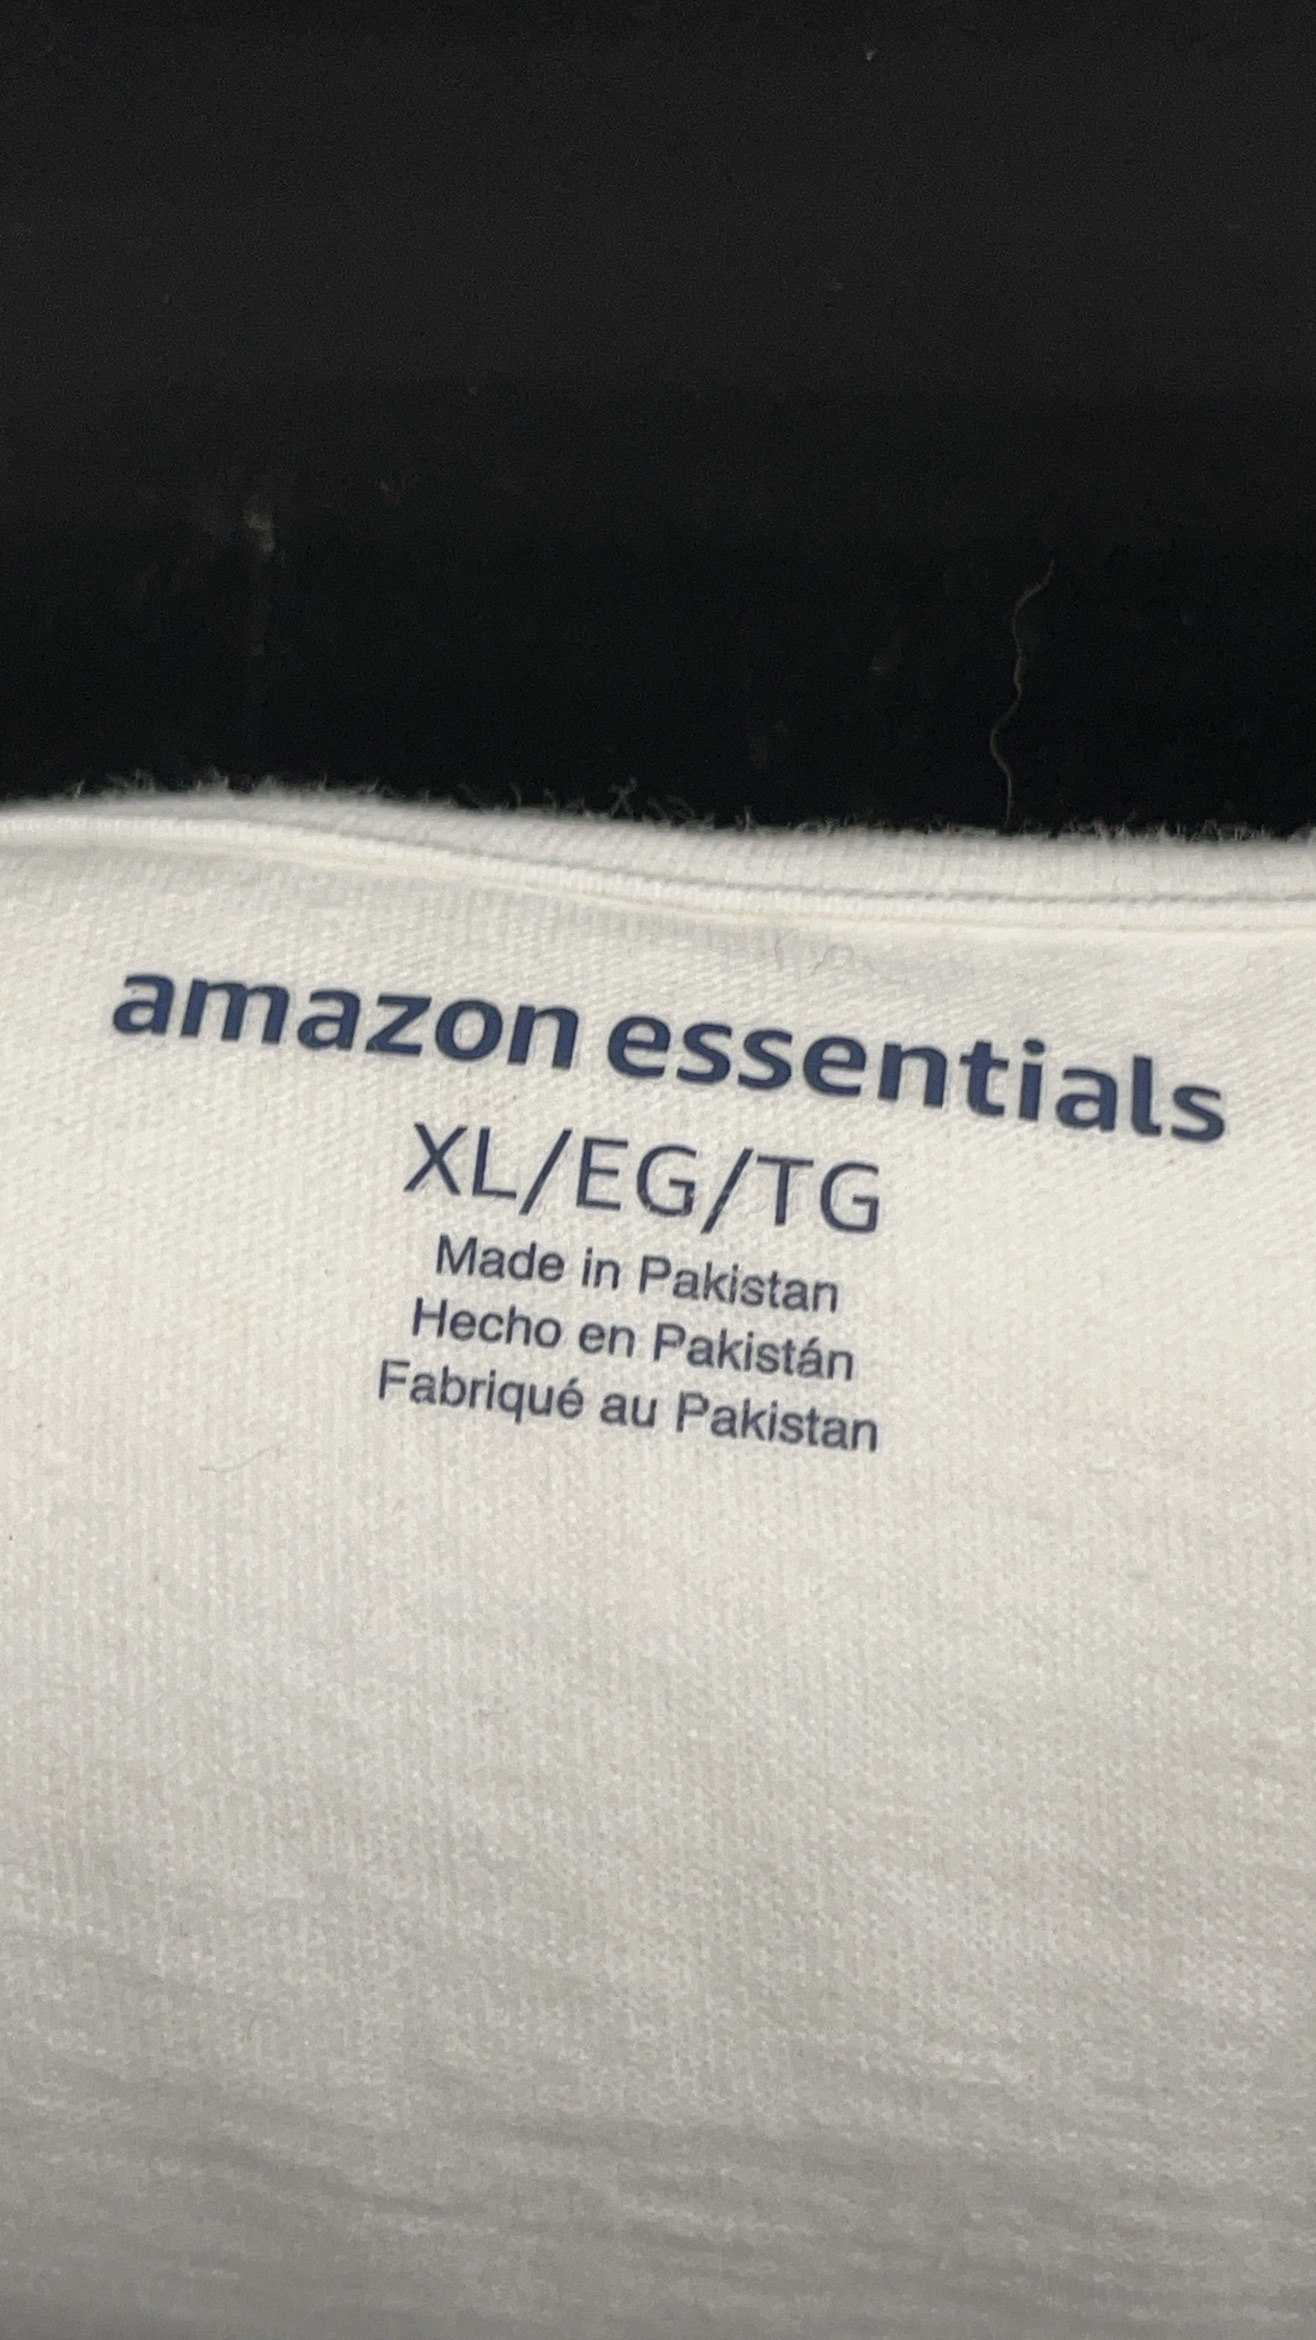 amazon essentials
XL/EG/TG
Made in Pakistan
Hecho en Pakistán
Fabriqué au Pakistan